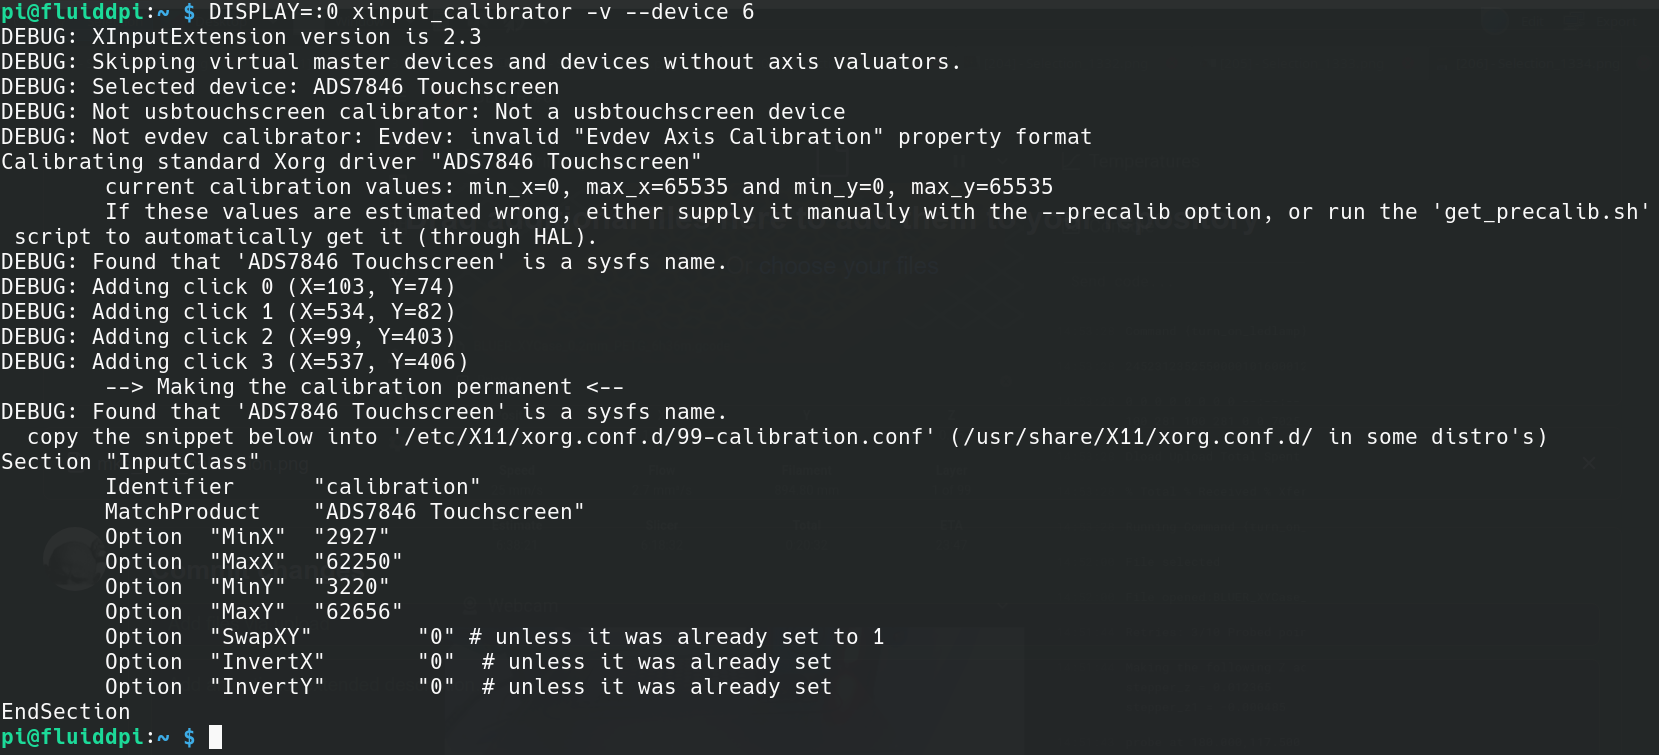 pi@fluiddpi:~ $ DISPLAY=:0 xinput_calibrator -v --device 6
DEBUG: XInputExtension version is 2.3
DEBUG: Skipping virtual master devices and devices without axis valuators.
DEBUG: Selected device: ADS7846 Touchscreen
DEBUG: Not usbtouchscreen calibrator: Not a usbtouchscreen device
DEBUG: Not evdev calibrator: Evdev: invalid "Evdev Axis Calibration" property format
Calibrating standard Xorg driver "ADS7846 Touchscreen"
        current calibration values: min_x=0, max_x=65535 and min_y=0, max_y=65535
        If these values are estimated wrong, either supply it manually with the --precalib option, or run the 'get_precalib.sh'
 script to automatically get it (through HAL).
DEBUG: Found that 'ADS7846 Touchscreen' is a sysfs name.
DEBUG: Adding click 0 (X=103, Y=74)
DEBUG: Adding click 1 (X=534, Y=82)
DEBUG: Adding click 2 (X=99, Y=403)
DEBUG: Adding click 3 (X=537, Y=406)
        --> Making the calibration permanent <--
DEBUG: Found that 'ADS7846 Touchscreen' is a sysfs name.
  copy the snippet below into '/etc/X11/xorg.conf.d/99-calibration.conf' (/usr/share/X11/xorg.conf.d/ in some distro's)
Section "InputClass"
        Identifier      "calibration"
        MatchProduct    "ADS7846 Touchscreen"
        Option  "MinX"  "2927"
        Option  "MaxX"  "62250"
        Option  "MinY"  "3220"
        Option  "MaxY"  "62656"
        Option  "SwapXY"        "0" # unless it was already set to 1
        Option  "InvertX"       "0"  # unless it was already set
        Option  "InvertY"       "0"  # unless it was already set
EndSection
pi@fluiddpi:~ $